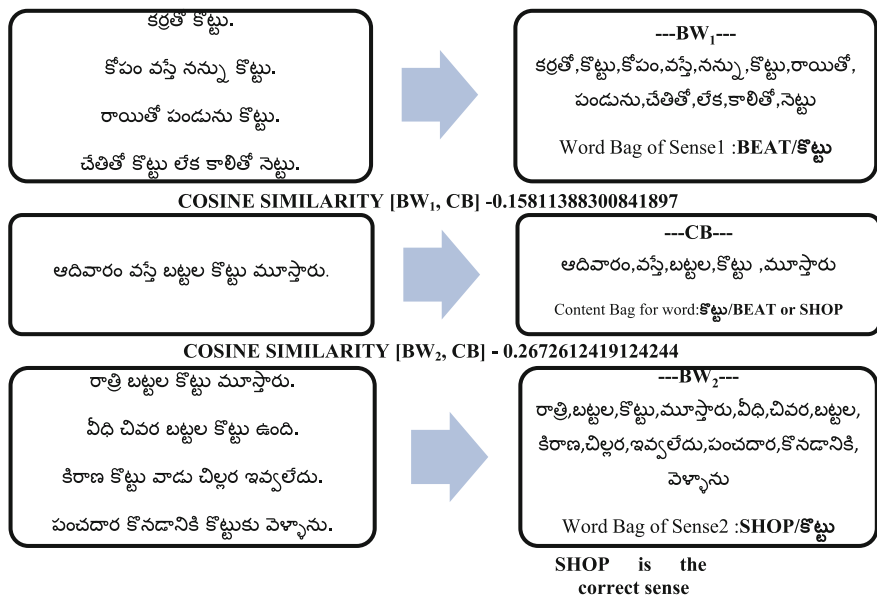 కర్రతో కొట్టు.
కోపం వస్తే నన్ను కొట్టు.
రాయితో పండును కొట్టు.
చేతితో కొట్టు లేక కాలితో నెట్టు.
---BW₁---
కర్రతో,కొట్టు,కోపం,వస్తే,నన్ను,కొట్టు,రాయితో,
పండును,చేతితో,లేక,కాలితో,నెట్టు
Word Bag of Sense1 :BEAT/కొట్టు
COSINE SIMILARITY [BW₁, CB] -0.15811388300841897
ఆదివారం వస్తే బట్టల కొట్టు మూస్తారు.
---CB---
ఆదివారం,వస్తే,బట్టల,కొట్టు ,మూస్తారు
Content Bag for word:కొట్టు/BEAT or SHOP
COSINE SIMILARITY [BW₂, CB] - 0.2672612419124244
రాత్రి బట్టల కొట్టు మూస్తారు.
వీధి చివర బట్టల కొట్టు ఉంది.
కిరాణ కొట్టు వాడు చిల్లర ఇవ్వలేదు.
పంచదార కొనడానికి కొట్టుకు వెళ్ళాను.
---BW₂---
రాత్రి,బట్టల,కొట్టు,మూస్తారు,వీధి,చివర,బట్టల,
కిరాణ,చిల్లర,ఇవ్వలేదు,పంచదార,కొనడానికి,
వెళ్ళాను
Word Bag of Sense2 :SHOP/కొట్టు
SHOP is the
correct sense